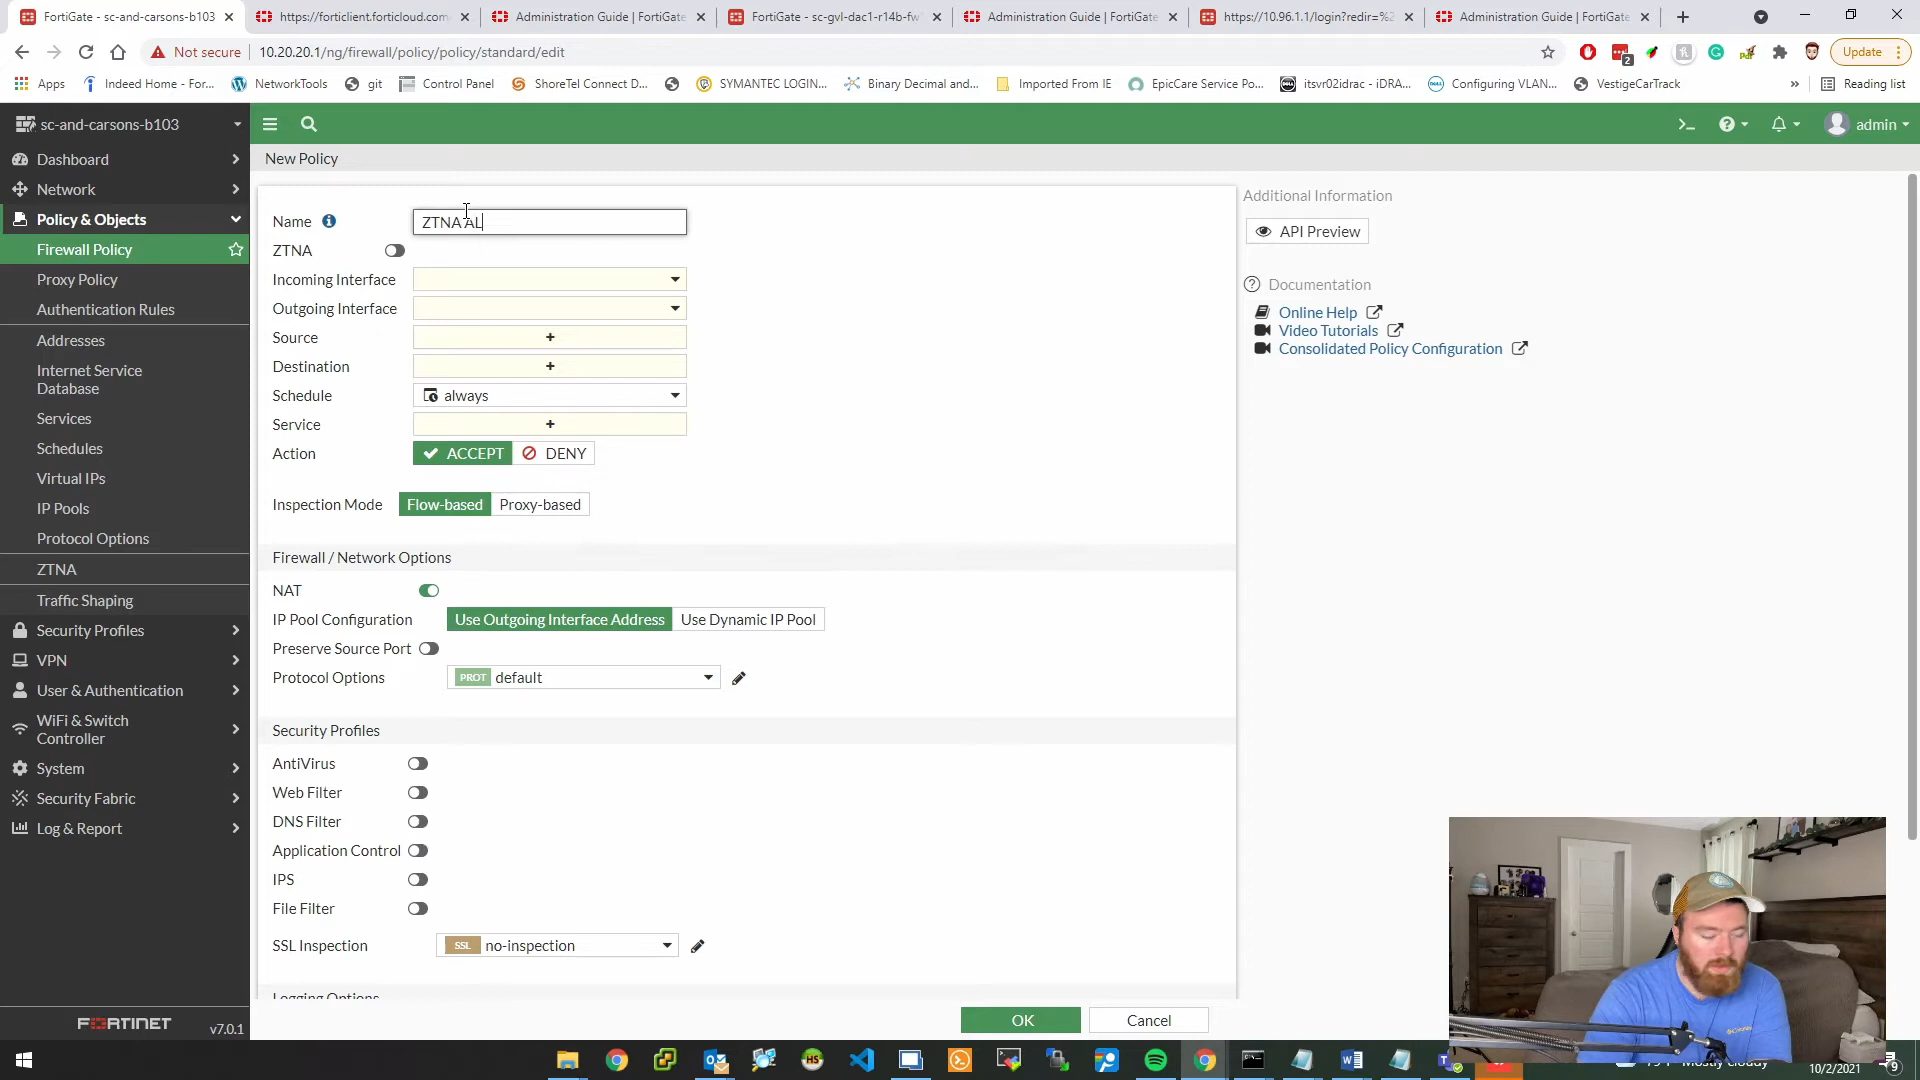 FortiGate - sc-and-carsons-b103
https://forticlient.forticloud.com
Administration Guide | FortiGate
FortiGate - sc-gvl-dac1-r14b-fw
Administration Guide | FortiGate
https://10.96.1.1/login?redir=%2
Administration Guide | FortiGate
Not secure
10.20.20.1/ng/firewall/policy/policy/standard/edit
2
Update
Apps
Indeed Home - For...
NetworkTools
git
Control Panel
ShoreTel Connect D...
SYMANTEC LOGIN...
Binary Decimal and...
Imported From IE
EpicCare Service Po...
itsvr02idrac - iDRA...
Configuring VLAN...
VestigeCarTrack
»
Reading list
sc-and-carsons-b103
admin
Dashboard
Network
Policy & Objects
Firewall Policy
Proxy Policy
Authentication Rules
Addresses
Internet Service
Database
Services
Schedules
Virtual IPs
IP Pools
Protocol Options
ZTNA
Traffic Shaping
Security Profiles
VPN
User & Authentication
WiFi & Switch
Controller
System
Security Fabric
Log & Report
FORTINET
v7.0.1
New Policy
Name
ZTNA AL
ZTNA
Incoming Interface
Outgoing Interface
Source
+
Destination
+
Schedule
always
Service
+
Action
ACCEPT
DENY
Inspection Mode
Flow-based
Proxy-based
Firewall / Network Options
NAT
IP Pool Configuration
Use Outgoing Interface Address
Use Dynamic IP Pool
Preserve Source Port
Protocol Options
PROT
default
Security Profiles
AntiVirus
Web Filter
DNS Filter
Application Control
IPS
File Filter
SSL Inspection
SSL
no-inspection
Logging Options
OK
Cancel
Additional Information
API Preview
Documentation
Online Help
Video Tutorials
Consolidated Policy Configuration
Mostly cloudy
10/2/2021
9